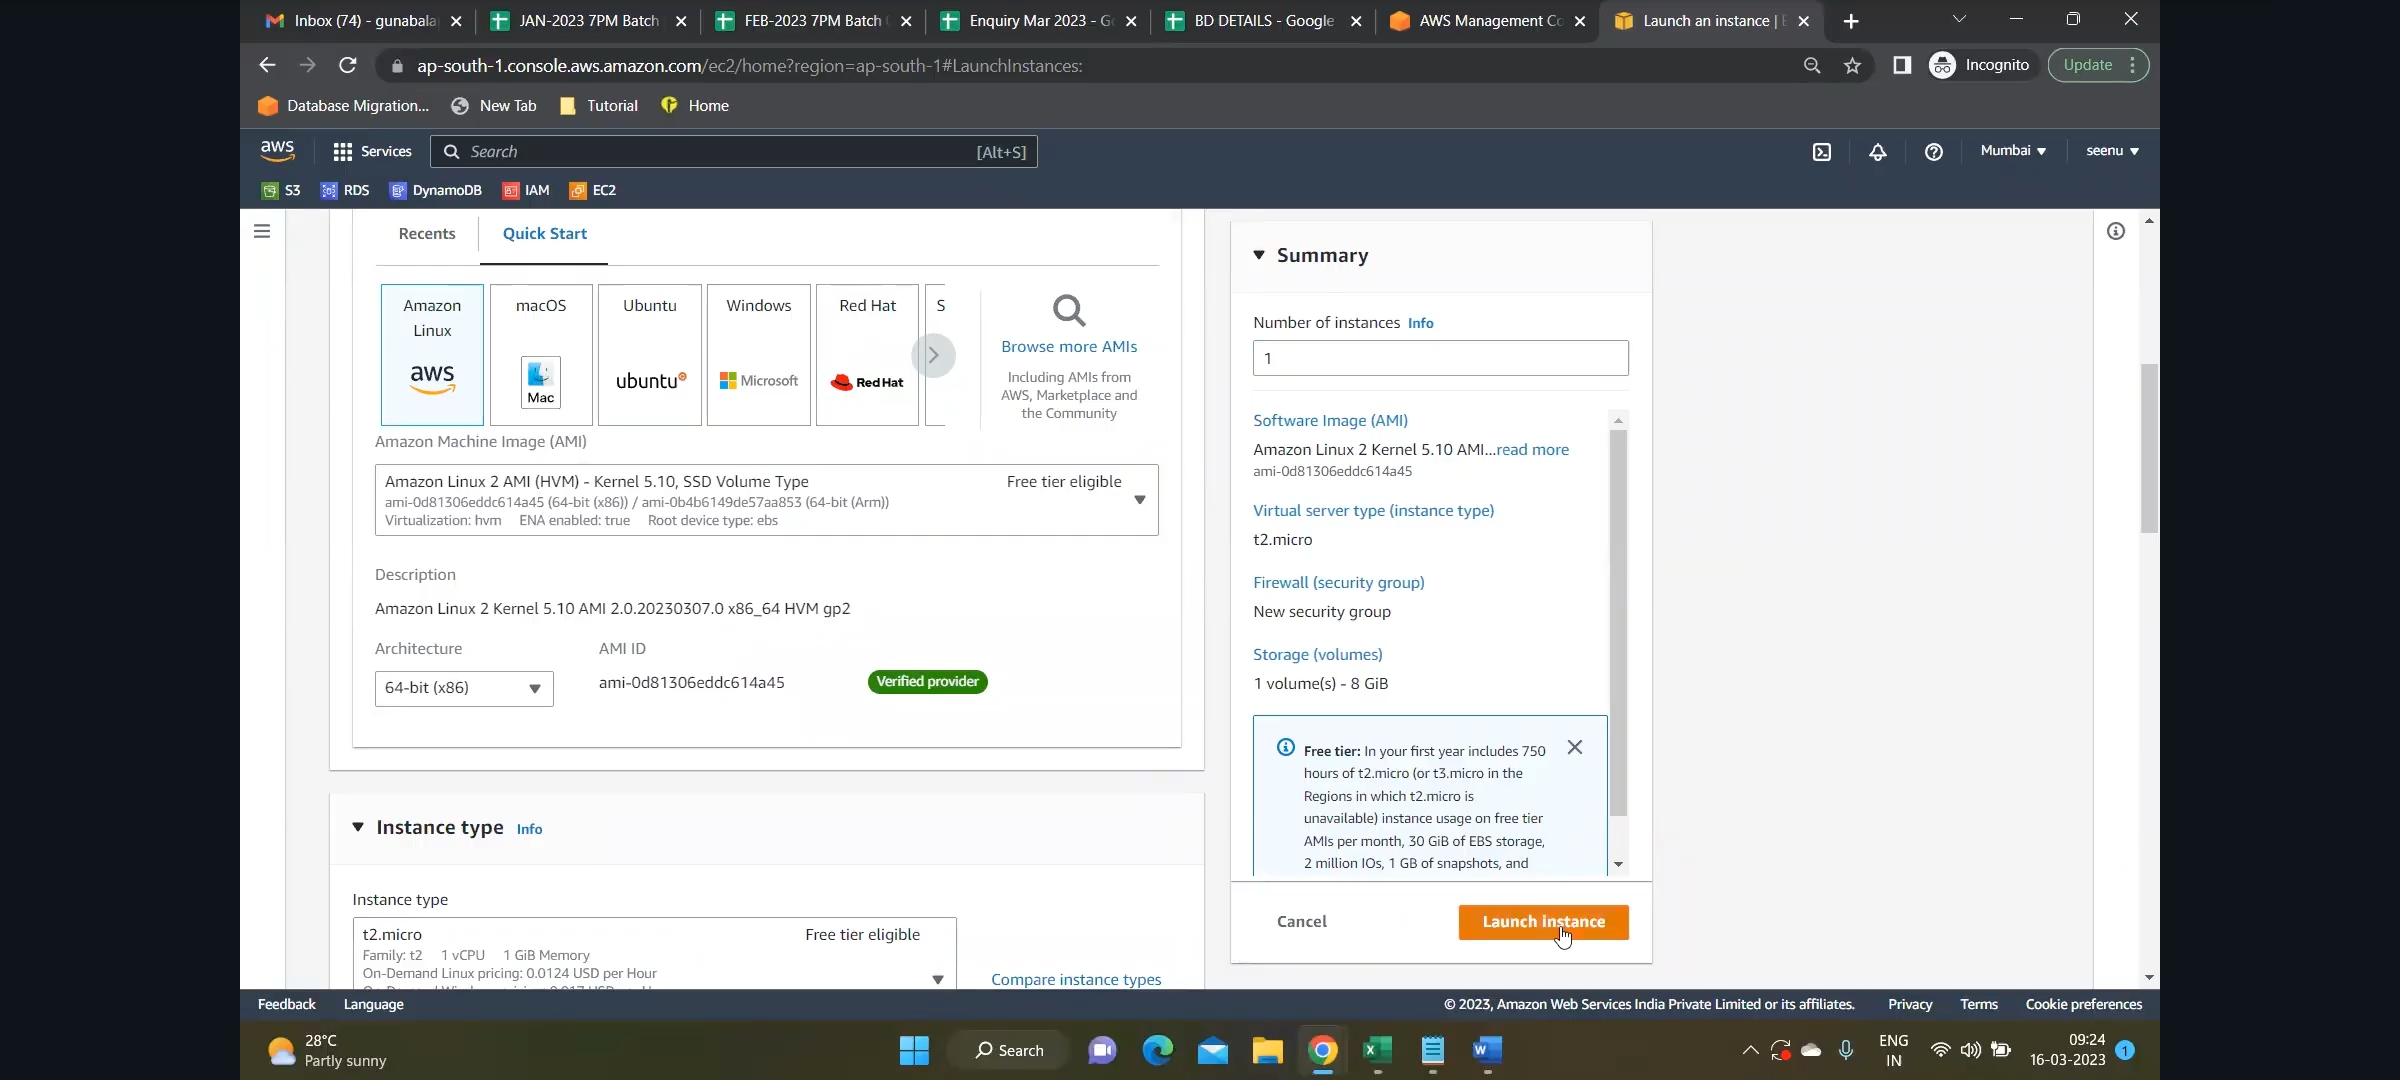 Inbox (74) - gunabala
JAN-2023 7PM Batch
FEB-2023 7PM Batch
Enquiry Mar 2023 - G
BD DETAILS - Google
AWS Management Co
Launch an instance | E
ap-south-1.console.aws.amazon.com/ec2/home?region=ap-south-1#LaunchInstances:
Incognito
Update
Database Migration...
New Tab
Tutorial
Home
aws
Services
Search
[Alt+S]
Mumbai
seenu
S3
RDS
DynamoDB
IAM
EC2
Recents
Quick Start
Amazon
Linux
aws
macOS
Mac
Ubuntu
ubuntu
Windows
Microsoft
Red Hat
Red Hat
S
Browse more AMIs
Including AMIs from
AWS, Marketplace and
the Community
Amazon Machine Image (AMI)
Amazon Linux 2 AMI (HVM) - Kernel 5.10, SSD Volume Type
Free tier eligible
ami-0d81306eddc614a45 (64-bit (x86)) / ami-0b4b6149de57aa853 (64-bit (Arm))
Virtualization: hvm ENA enabled: true Root device type: ebs
Description
Amazon Linux 2 Kernel 5.10 AMI 2.0.20230307.0 x86_64 HVM gp2
Architecture
AMI ID
64-bit (x86)
ami-0d81306eddc614a45
Verified provider
Instance type Info
Instance type
t2.micro
Free tier eligible
Family: t2 1 vCPU 1 GiB Memory
On-Demand Linux pricing: 0.0124 USD per Hour
Compare instance types
Summary
Number of instances Info
1
Software Image (AMI)
Amazon Linux 2 Kernel 5.10 AMI...read more
ami-0d81306eddc614a45
Virtual server type (instance type)
t2.micro
Firewall (security group)
New security group
Storage (volumes)
1 volume(s) - 8 GiB
Free tier: In your first year includes 750
hours of t2.micro (or t3.micro in the
Regions in which t2.micro is
unavailable) instance usage on free tier
AMIs per month, 30 GiB of EBS storage,
2 million IOs, 1 GB of snapshots, and
Cancel
Launch instance
Feedback
Language
© 2023, Amazon Web Services India Private Limited or its affiliates.
Privacy
Terms
Cookie preferences
28°C
Partly sunny
Search
ENG
IN
09:24
16-03-2023
1